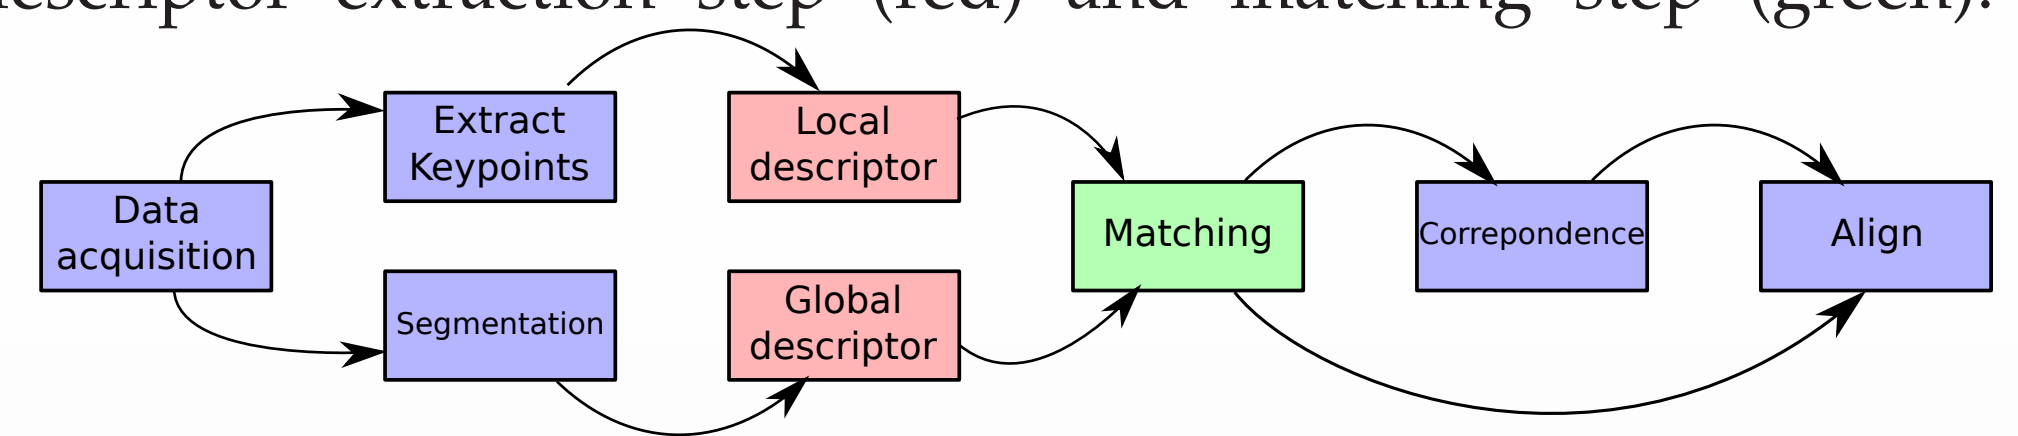 descriptor extraction step (red) and matching step (green).
Extract
Keypoints
Local
descriptor
Data
acquisition
Matching
Correpondence
Align
Segmentation
Global
descriptor